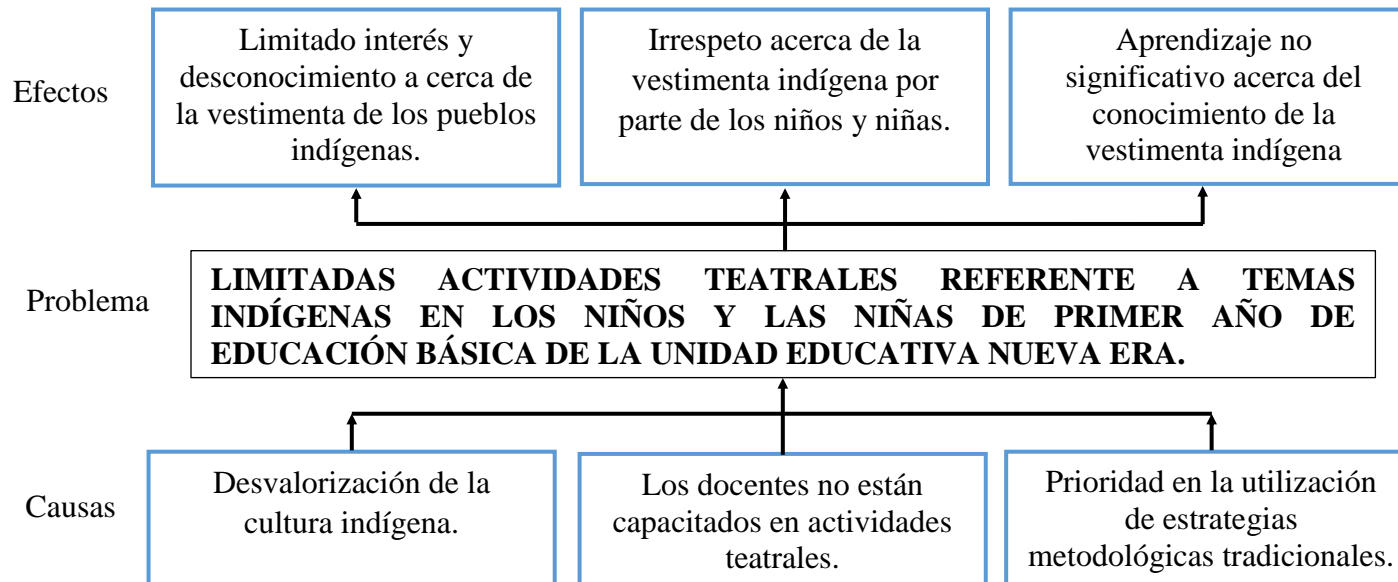 Efectos
Limitado interés y
desconocimiento a cerca de
la vestimenta de los pueblos
indígenas.
Irrespeto acerca de la
vestimenta indígena por
parte de los niños y niñas.
Aprendizaje no
significativo acerca del
conocimiento de la
vestimenta indígena
Problema
LIMITADAS ACTIVIDADES TEATRALES REFERENTE A TEMAS
INDÍGENAS EN LOS NIÑOS Y LAS NIÑAS DE PRIMER AÑO DE
EDUCACIÓN BÁSICA DE LA UNIDAD EDUCATIVA NUEVA ERA.
Causas
Desvalorización de la
cultura indígena.
Los docentes no están
capacitados en actividades
teatrales.
Prioridad en la utilización
de estrategias
metodológicas tradicionales.